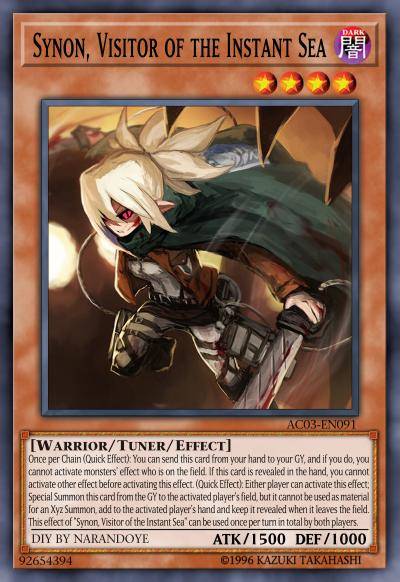 SYNON, VISITOR OF THE INSTANT SEA
DARK
闇
AC03-EN091
[WARRIOR/TUNER/EFFECT]
Once per Chain (Quick Effect): You can send this card from your hand to your GY, and if you do, you
cannot activate monsters' effect who is on the field. If this card is revealed in the hand, you cannot
activate other effect before activating this effect. (Quick Effect): Either player can activate this effect;
Special Summon this card from the GY to the activated player's field, but it cannot be used as material
for an Xyz Summon, add to the activated player's hand and keep it revealed when it leaves the field.
This effect of "Synon, Visitor of the Instant Sea" can be used once per turn in total by both players.
DIY BY NARANDOYE
ATK/1500 DEF/1000
92654394
©1996 KAZUKI TAKAHASHI